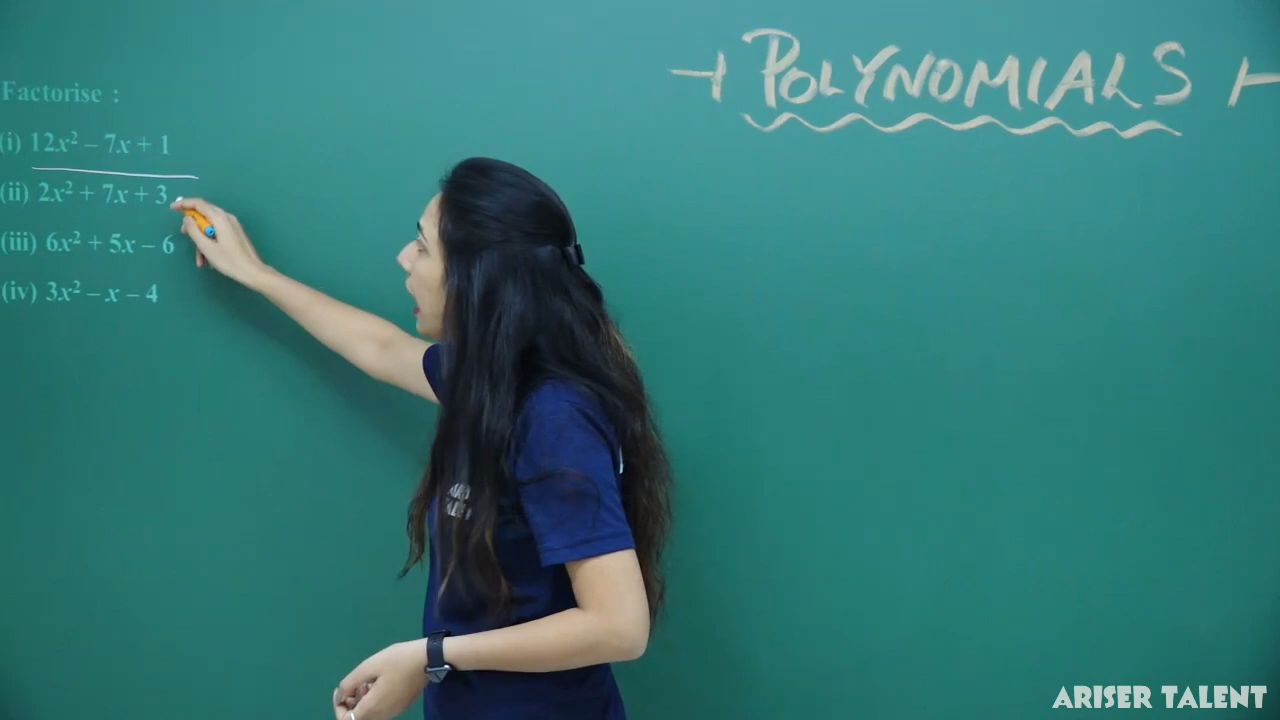 POLYNOMIALS
Factorise :
(i) 12x² – 7x + 1
(ii) 2x² + 7x + 3
(iii) 6x² + 5x – 6
(iv) 3x² – x – 4
ARISER TALENT